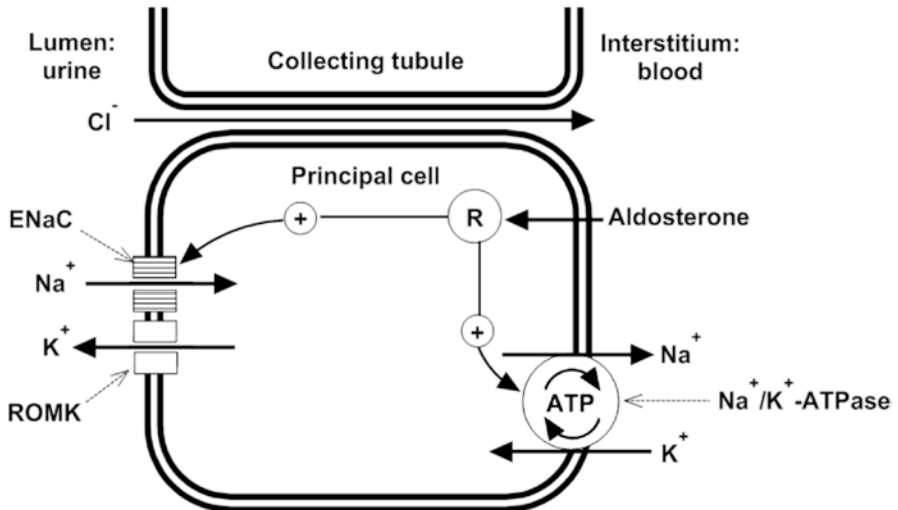 Lumen:
urine
Collecting tubule
Interstitium:
blood
Cl⁻
Principal cell
ENaC
+
R
Aldosterone
Na⁺
K⁺
+
Na⁺
ROMK
ATP
Na⁺/K⁺-ATPase
K⁺